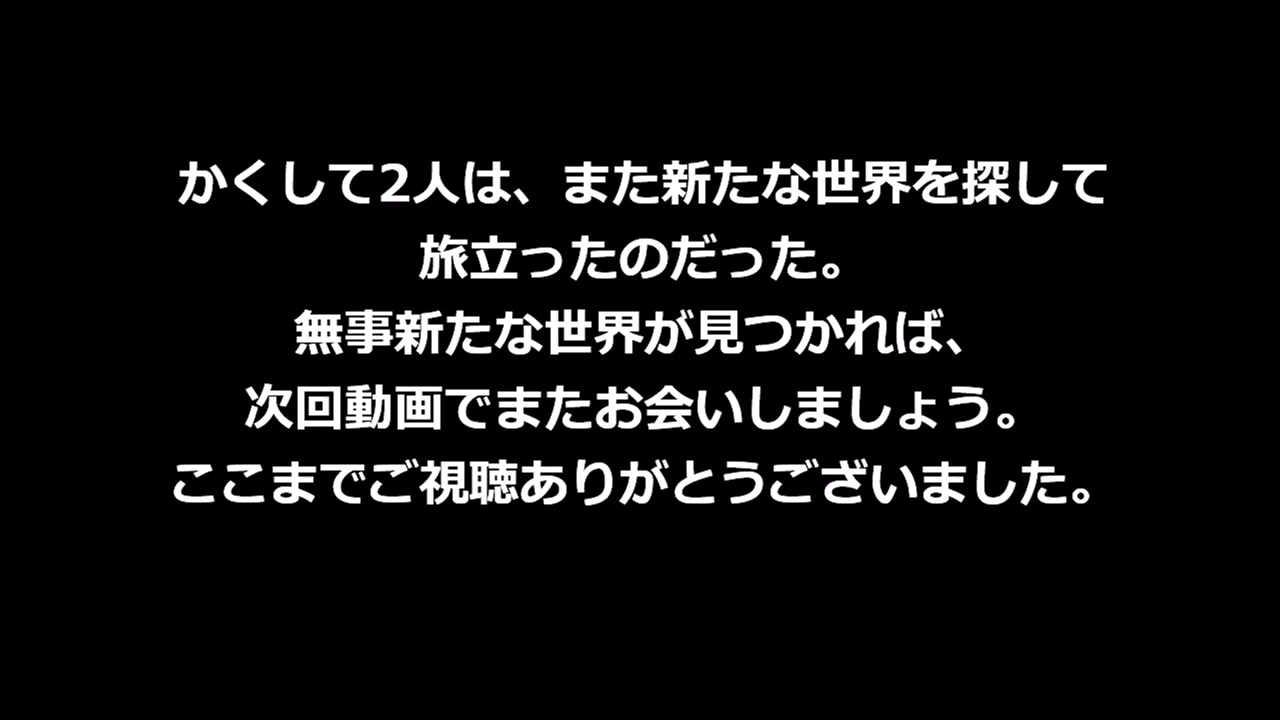 かくして2人は、また新たな世界を探して
旅立ったのだった。
無事新たな世界が見つかれば、
次回動画でまたお会いしましょう。
ここまでご視聴ありがとうございました。